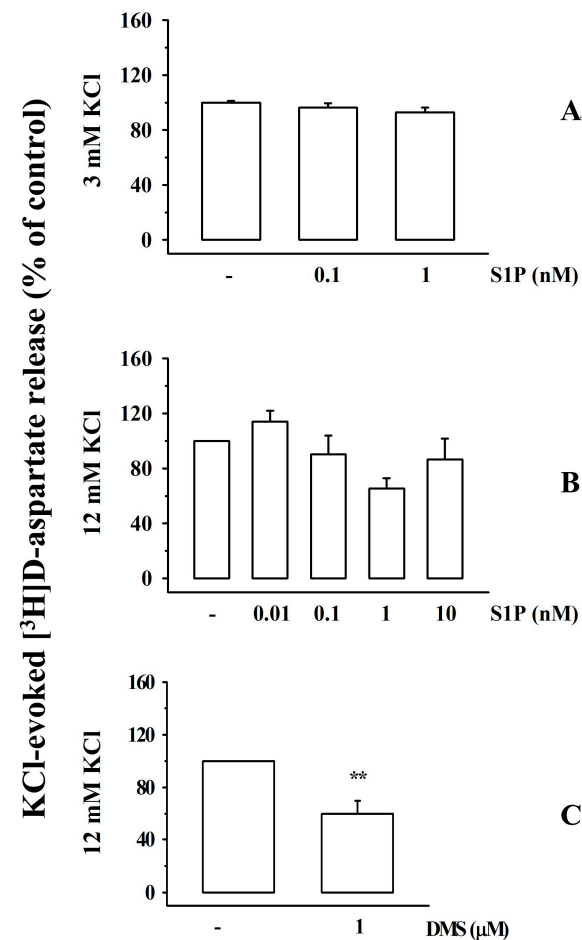 KCl-evoked [³H]D-aspartate release (% of control)
3 mM KCl
160
120
80
40
0
- 0.1 1 S1P (nM)
A
12 mM KCl
160
120
80
40
0
- 0.01 0.1 1 10 S1P (nM)
B
12 mM KCl
160
120
80
40
0
**
- 1 DMS (µM)
C